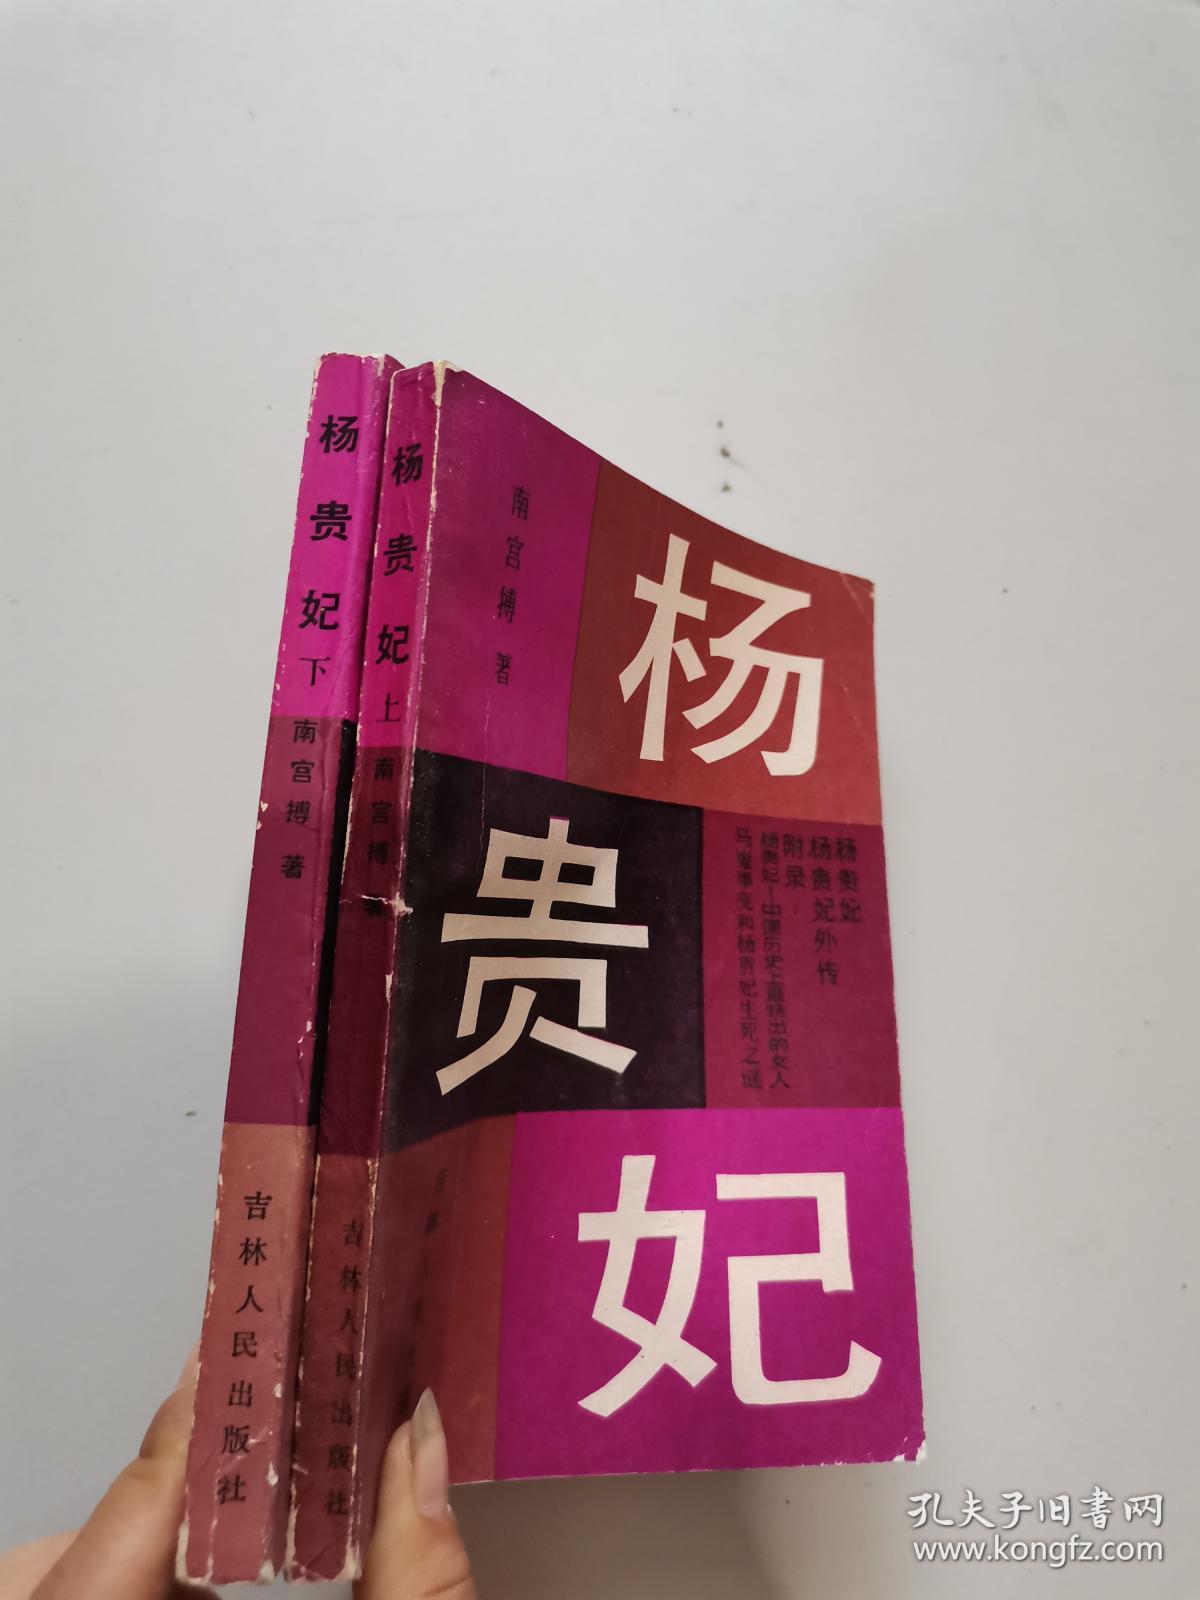 杨贵妃下
南宫搏 著
吉林人民出版社
杨贵妃上
南宫搏 著
吉林人民出版社
南宫搏著
杨
贵
妃
杨贵妃
杨贵妃外传
附录：
杨贵妃—中国历史上最特出的女人
马嵬事变和杨贵妃生死之谜
孔夫子旧书网
www.kongfz.com